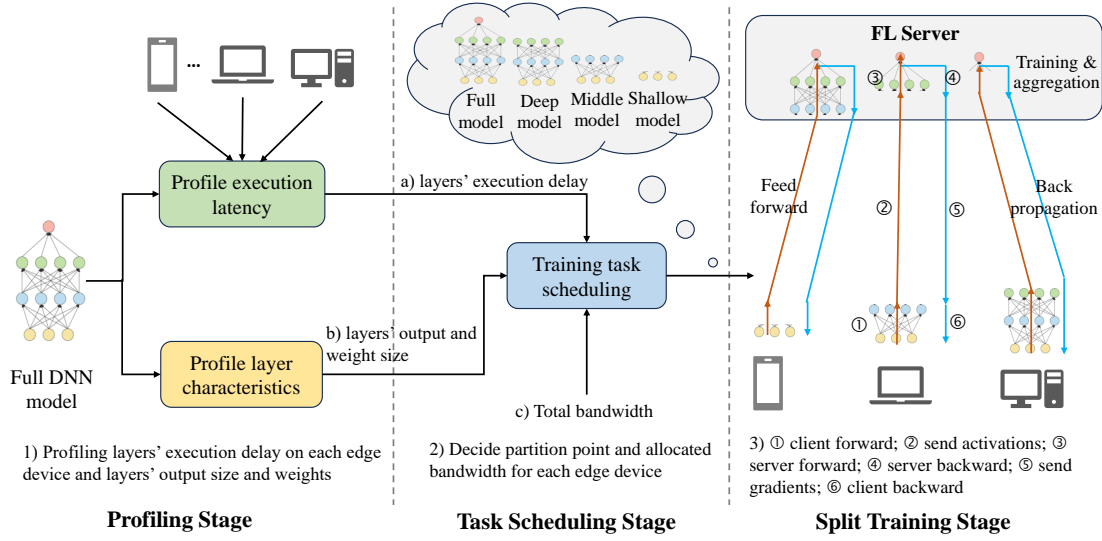 ...
Profile execution
latency
Full DNN
model
Profile layer
characteristics
1) Profiling layers’ execution delay on each edge
device and layers’ output size and weights
Profiling Stage
Full
model
Deep
model
Middle
model
Shallow
model
a) layers’ execution delay
Training task
scheduling
b) layers’ output and
weight size
c) Total bandwidth
2) Decide partition point and allocated
bandwidth for each edge device
Task Scheduling Stage
FL Server
Training &
aggregation
③
④
Feed
forward
②
⑤
Back
propagation
①
⑥
3) ① client forward; ② send activations; ③
server forward; ④ server backward; ⑤ send
gradients; ⑥ client backward
Split Training Stage